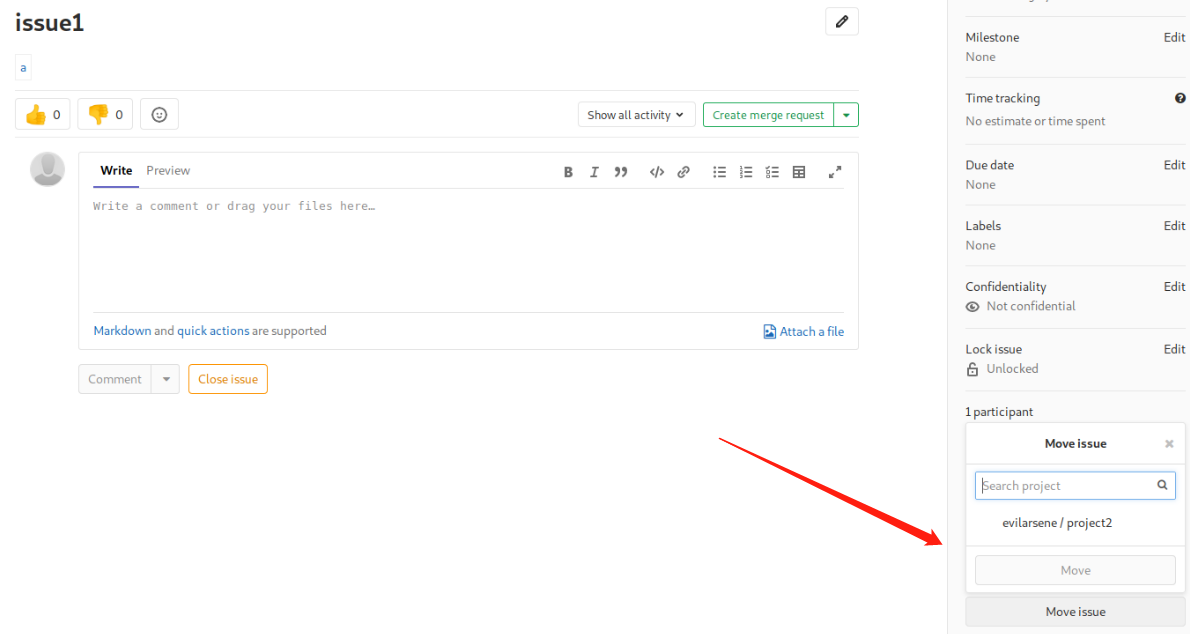 issue1
a
0
0
Show all activity
Create merge request
Write
Preview
B
I
Write a comment or drag your files here…
Markdown and quick actions are supported
Attach a file
Comment
Close issue
Milestone
Edit
None
Time tracking
No estimate or time spent
Due date
Edit
None
Labels
Edit
None
Confidentiality
Edit
Not confidential
Lock issue
Edit
Unlocked
1 participant
Move issue
Search project
evilarsene / project2
Move
Move issue